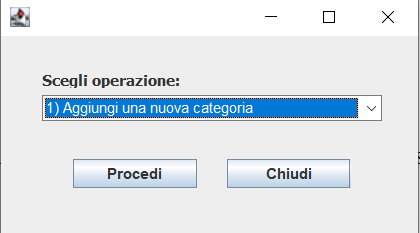 Scegli operazione:
1) Aggiungi una nuova categoria
Procedi Chiudi